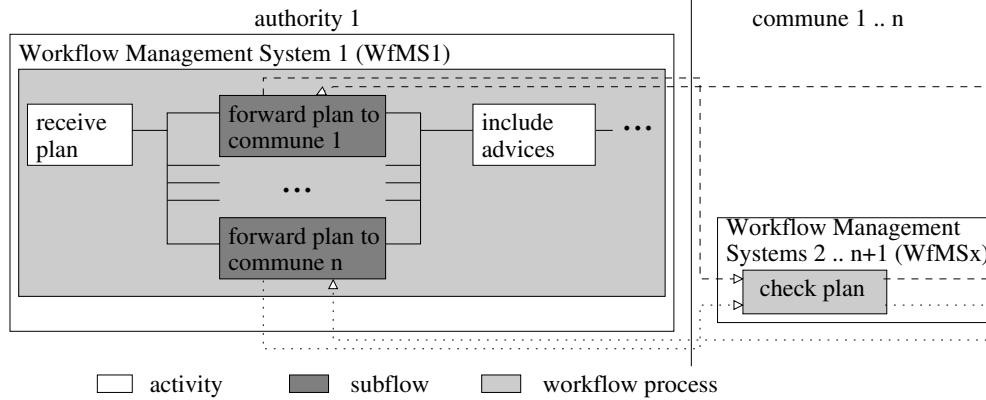 authority 1
commune 1 .. n
Workflow Management System 1 (WfMS1)
receive
plan
forward plan to
commune 1
include
advices
...
...
forward plan to
commune n
Workflow Management
Systems 2 .. n+1 (WfMSx)
check plan
activity
subflow
workflow process